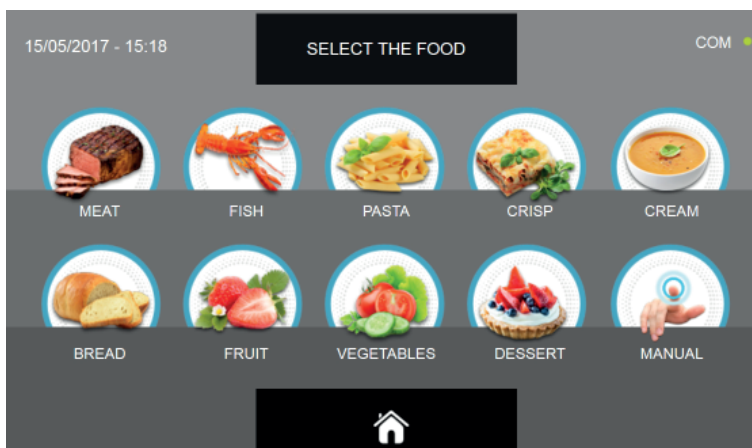 15/05/2017 - 15:18
SELECT THE FOOD
COM
MEAT
FISH
PASTA
CRISP
CREAM
BREAD
FRUIT
VEGETABLES
DESSERT
MANUAL